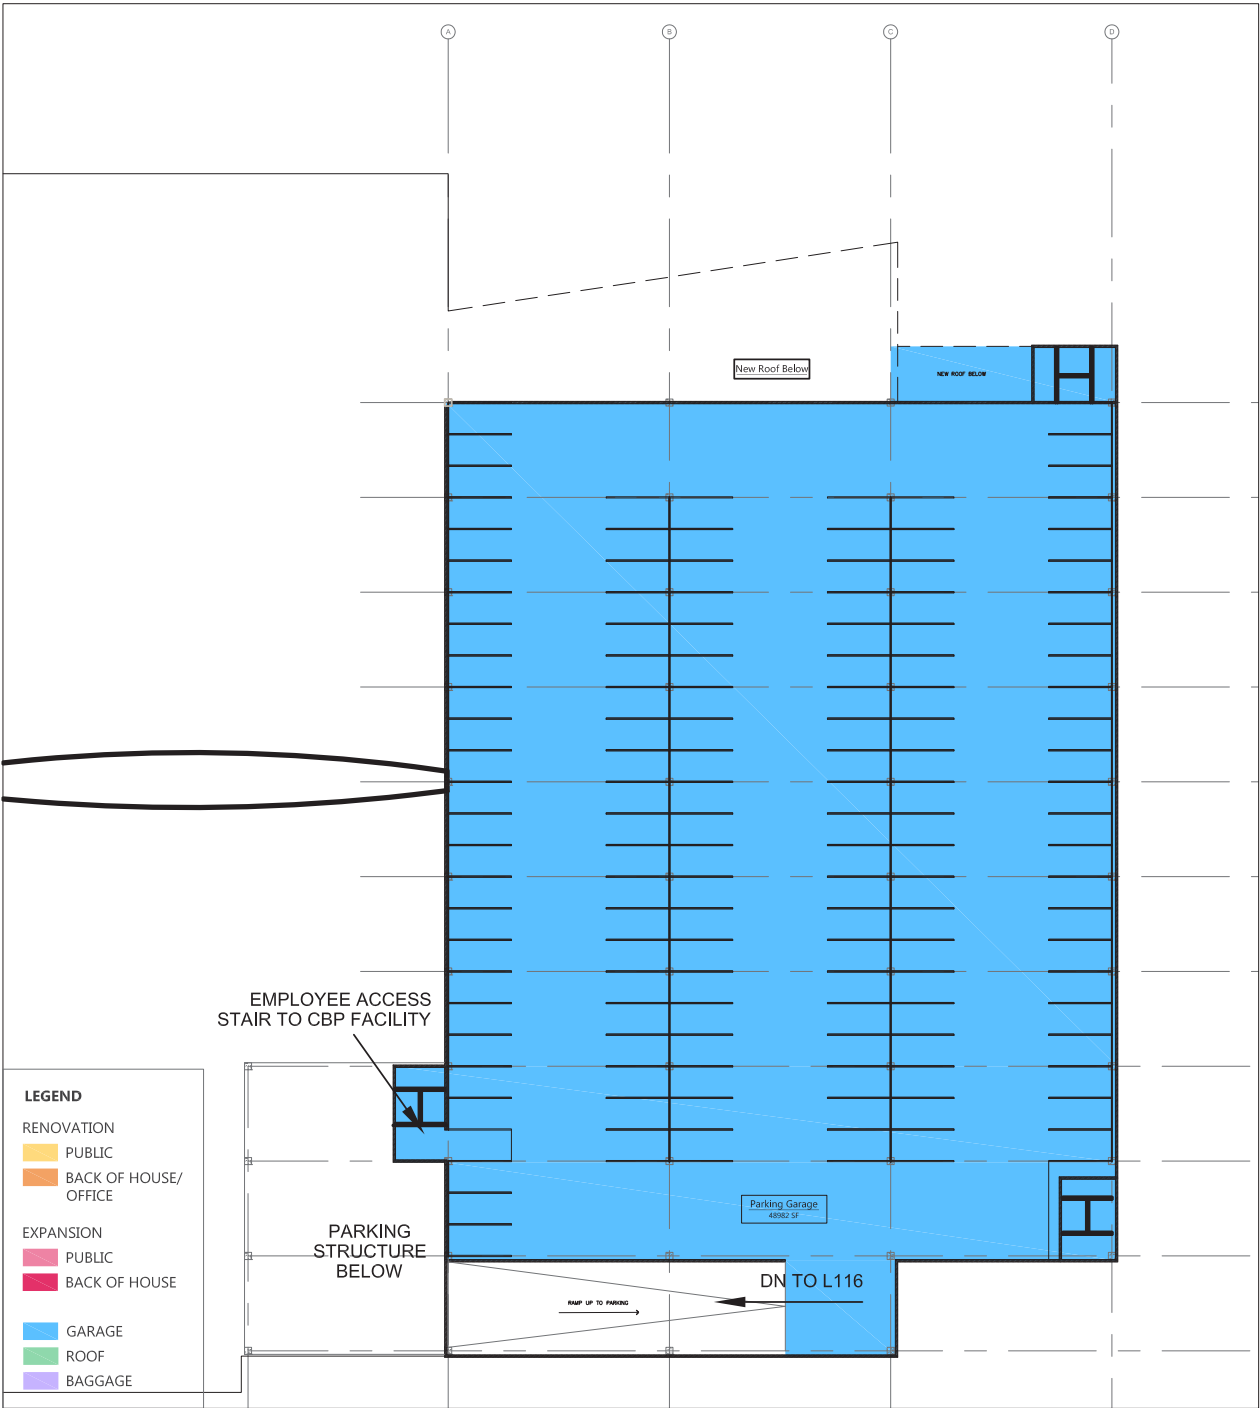 A
B
C
D
New Roof Below
NEW ROOF BELOW
EMPLOYEE ACCESS
STAIR TO CBP FACILITY
LEGEND
RENOVATION
PUBLIC
BACK OF HOUSE/
OFFICE
EXPANSION
PUBLIC
BACK OF HOUSE
GARAGE
ROOF
BAGGAGE
PARKING
STRUCTURE
BELOW
Parking Garage
48982 SF
DN TO L116
RAMP UP TO PARKING